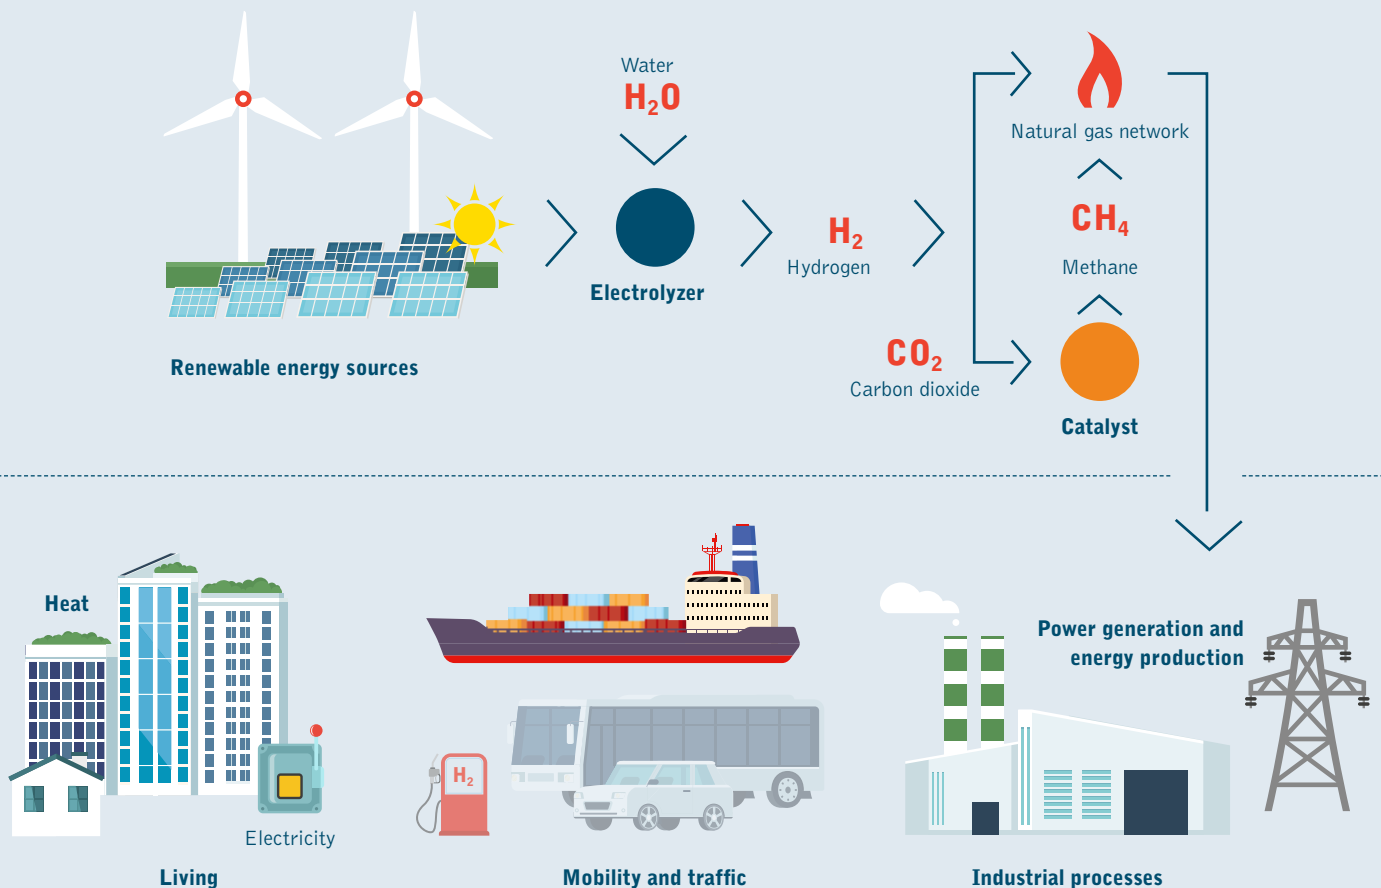 Water
H₂O
Electrolyzer
Renewable energy sources
H₂
Hydrogen
CO₂
Carbon dioxide
Natural gas network
CH₄
Methane
Catalyst
Heat
Electricity
Living
H₂
Mobility and traffic
Power generation and
energy production
Industrial processes